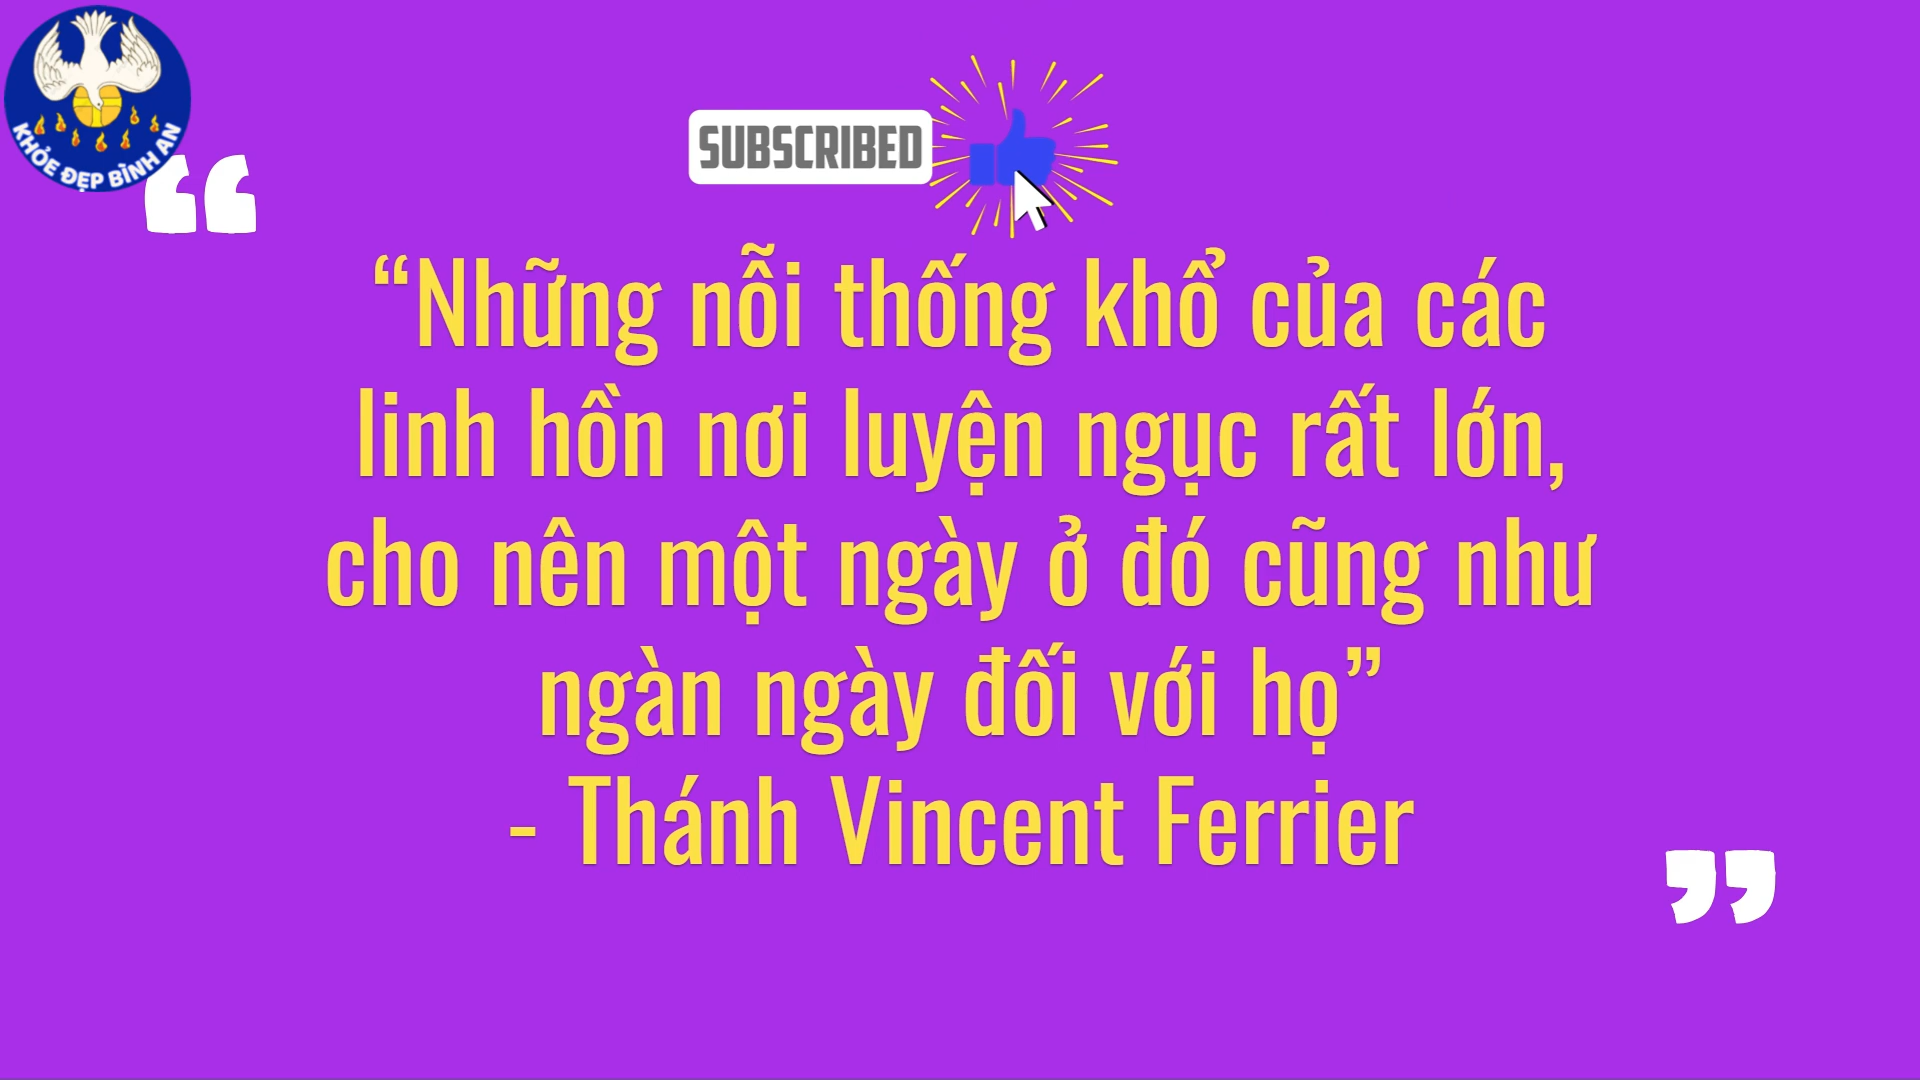 KHỎE ĐẸP BÌNH AN
SUBSCRIBED
“
“Những nỗi thống khổ của các
linh hồn nơi luyện ngục rất lớn,
cho nên một ngày ở đó cũng như
ngàn ngày đối với họ”
- Thánh Vincent Ferrier
”